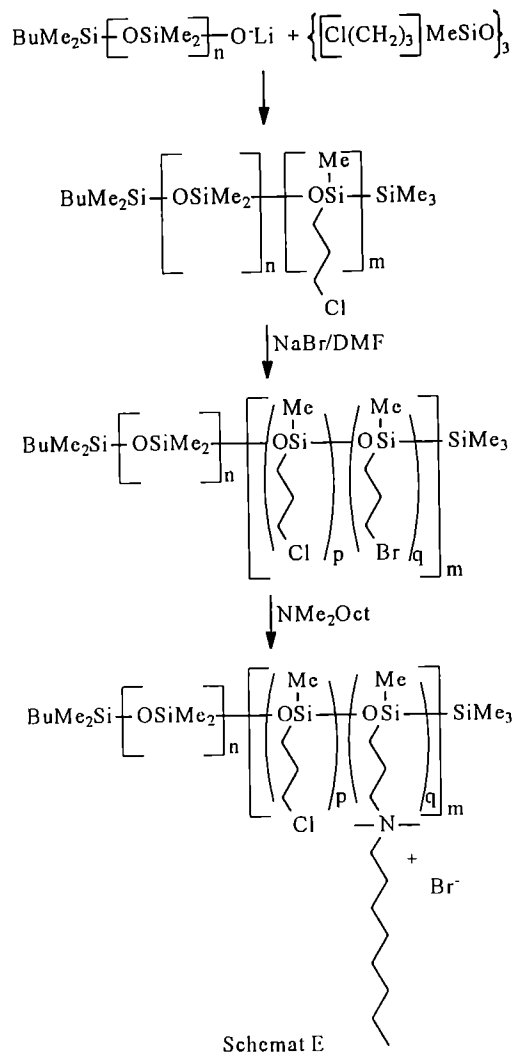 BuMe₂Si [ OSiMe₂ ]n O⁻Li + { [ Cl(CH₂)₃ ] MeSiO }₃
Me
BuMe₂Si [ OSiMe₂ ]n [ OSi ]m SiMe₃
Cl
NaBr/DMF
Me Me
BuMe₂Si [ OSiMe₂ ]n [ ( OSi )p ( OSi )q ]m SiMe₃
Cl Br
NMe₂Oct
Me Me
BuMe₂Si [ OSiMe₂ ]n [ ( OSi )p ( OSi )q ]m SiMe₃
Cl N
+
Br⁻
Schemat E